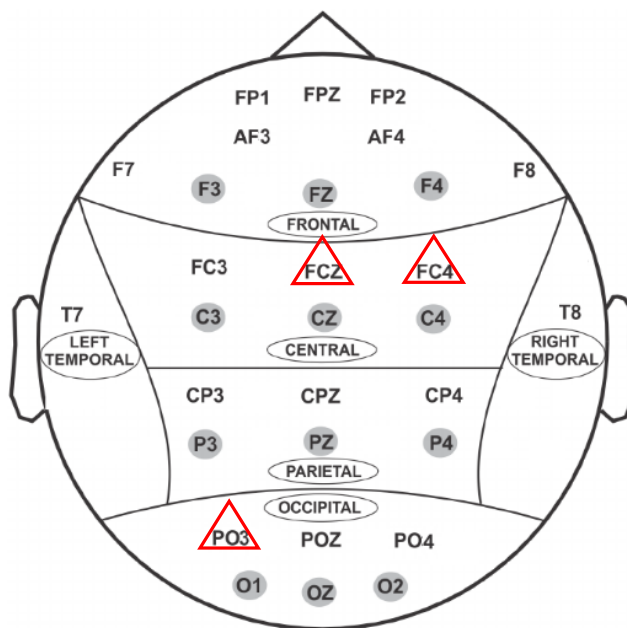 FP1 FPZ FP2
AF3 AF4
F7 F8
F3 FZ F4
FRONTAL
FC3 FCZ FC4
T7 C3 CZ C4 T8
LEFT TEMPORAL
CENTRAL
RIGHT TEMPORAL
CP3 CPZ CP4
P3 PZ P4
PARIETAL
OCCIPITAL
PO3 POZ PO4
O1 OZ O2